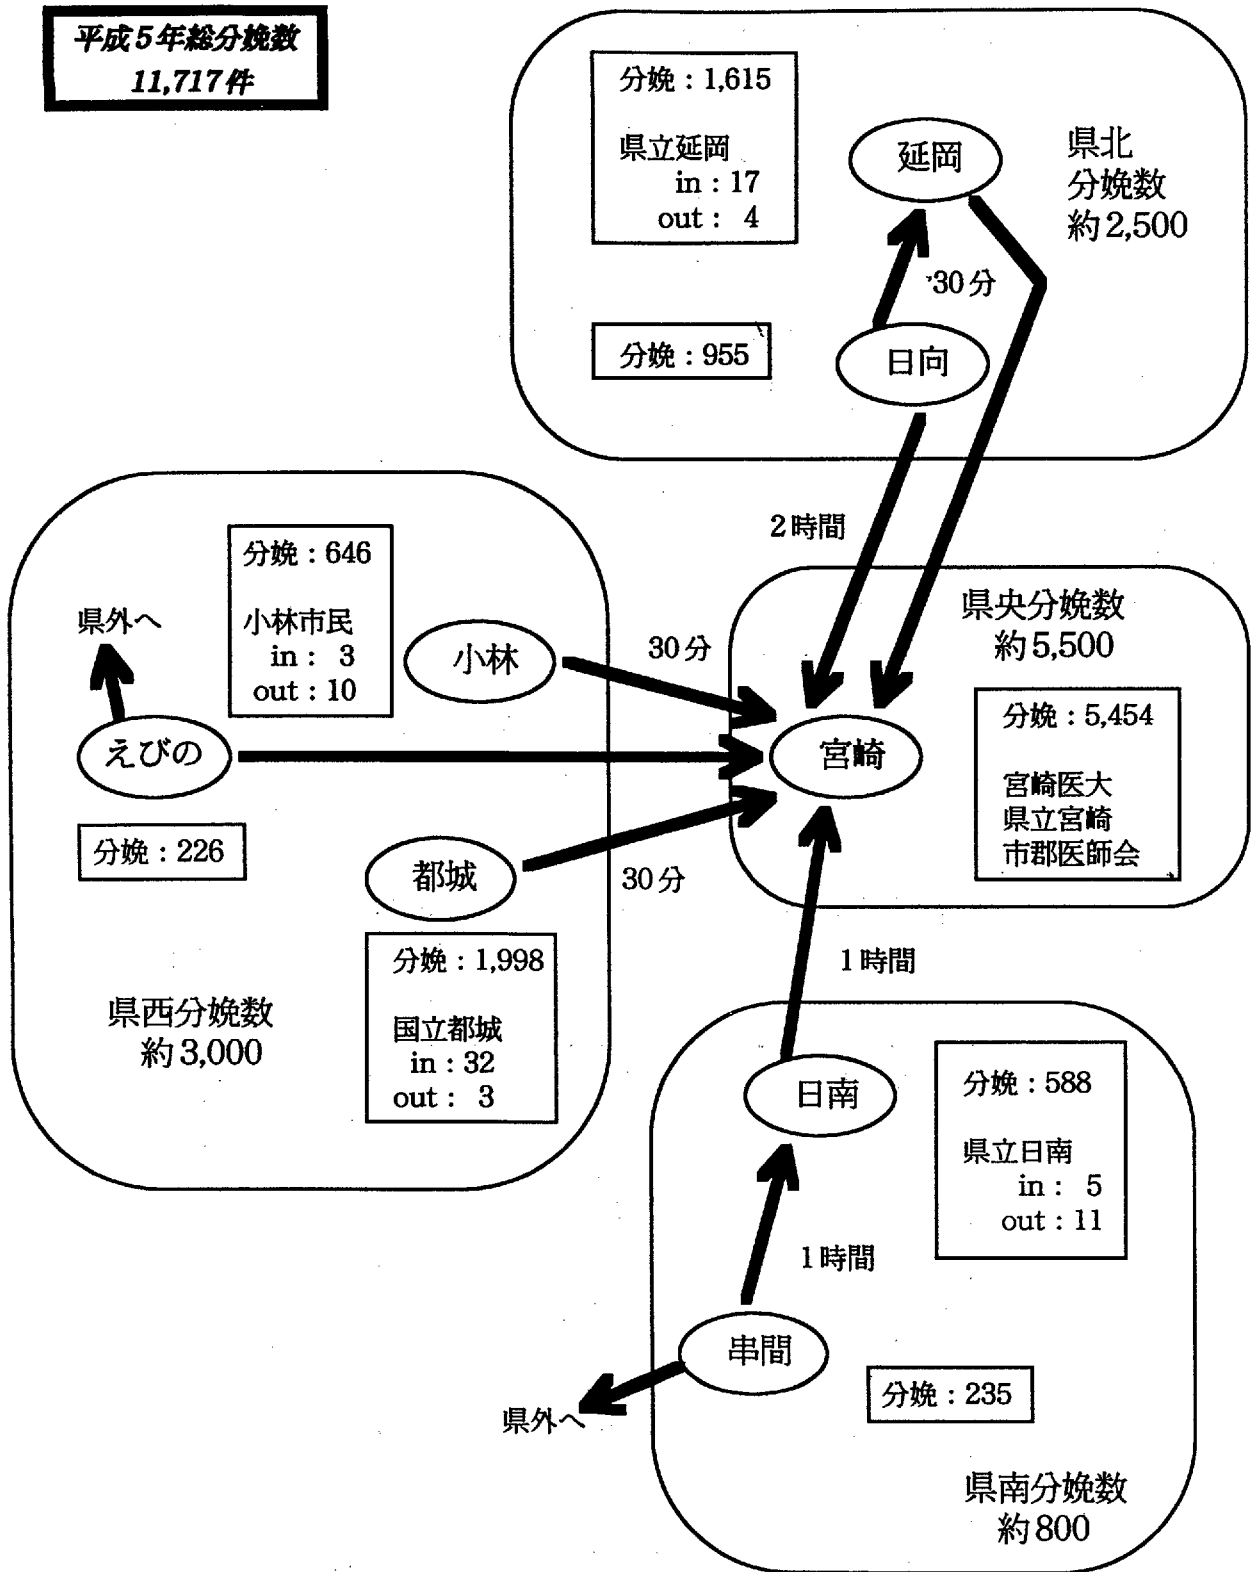 平成5年総分娩数
11,717件
分娩：1,615
県立延岡
in：17
out： 4
延岡
県北
分娩数
約2,500
30分
分娩：955
日向
2時間
分娩：646
小林市民
in： 3
out：10
県外へ
小林
30分
えびの
分娩：226
都城
30分
分娩：1,998
国立都城
in：32
out： 3
県西分娩数
約3,000
県央分娩数
約5,500
宮崎
分娩：5,454
宮崎医大
県立宮崎
市郡医師会
1時間
日南
分娩：588
県立日南
in： 5
out：11
1時間
串間
県外へ
分娩：235
県南分娩数
約800